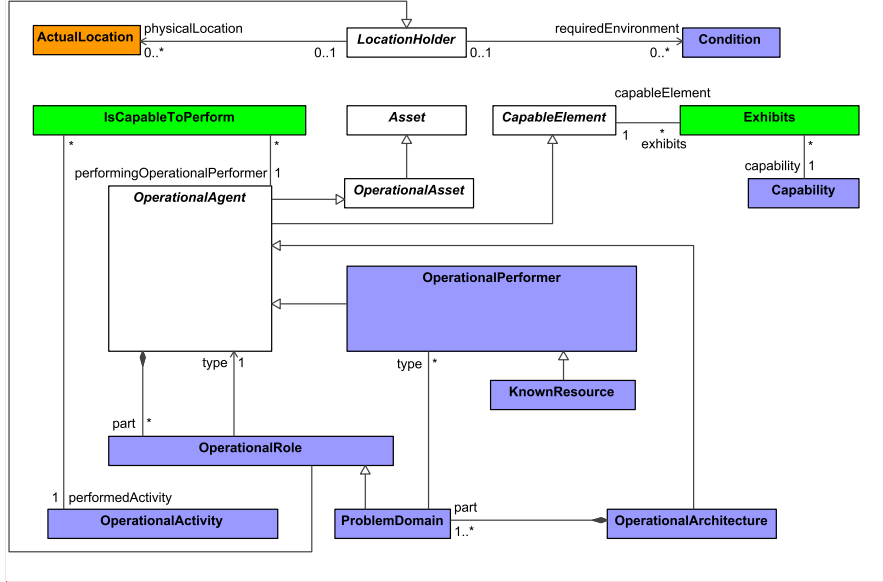 physicalLocation
requiredEnvironment
ActualLocation
LocationHolder
Condition
0..*
0..1
0..1
0..*
capableElement
IsCapableToPerform
Asset
CapableElement
Exhibits
1
*
exhibits
*
*
*
capability
1
performingOperationalPerformer
1
OperationalAgent
OperationalAsset
Capability
OperationalPerformer
type
1
type
*
KnownResource
part
*
OperationalRole
1
performedActivity
part
1..*
OperationalActivity
ProblemDomain
OperationalArchitecture